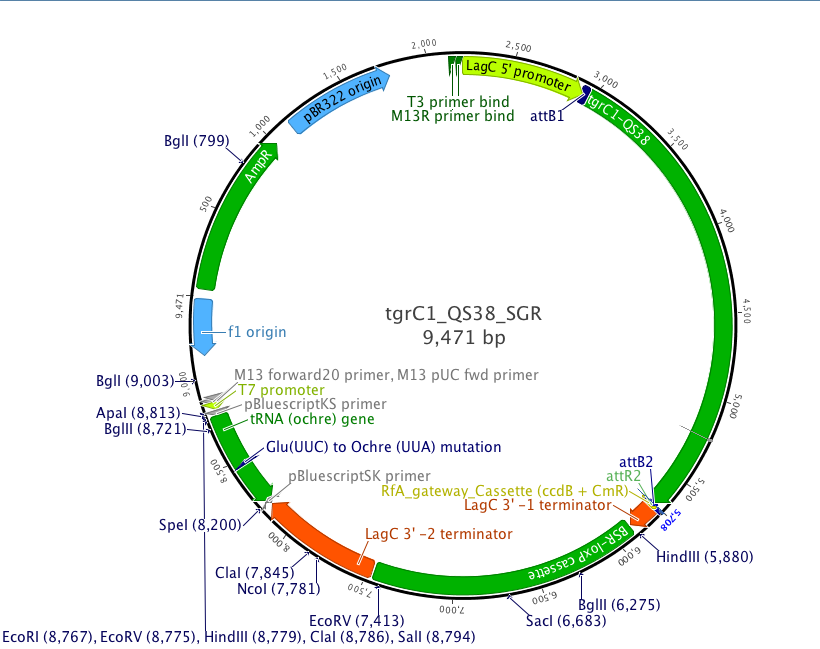 2,000
2,500
LagC 5' promoter
3,000
1,500
pBR322 origin
T3 primer bind
M13R primer bind
attB1
tgrC1-QS38
3,500
1,000
BglI (799)
AmpR
500
4,000
4,500
9,471
tgrC1_QS38_SGR
9,471 bp
f1 origin
9,000
BglI (9,003)
M13 forward20 primer, M13 pUC fwd primer
T7 promoter
pBluescriptKS primer
ApaI (8,813)
tRNA (ochre) gene
BglII (8,721)
5,000
Glu(UUC) to Ochre (UUA) mutation
8,500
attB2
pBluescriptSK primer
attR2
RfA_gateway_Cassette (ccdB + CmR)
5,500
LagC 3' -1 terminator
5,708
SpeI (8,200)
LagC 3' -2 terminator
8,000
BSR-loxP cassette
6,000
HindIII (5,880)
ClaI (7,845)
NcoI (7,781)
7,500
7,000
6,500
BglII (6,275)
EcoRV (7,413)
SacI (6,683)
EcoRI (8,767), EcoRV (8,775), HindIII (8,779), ClaI (8,786), SalI (8,794)